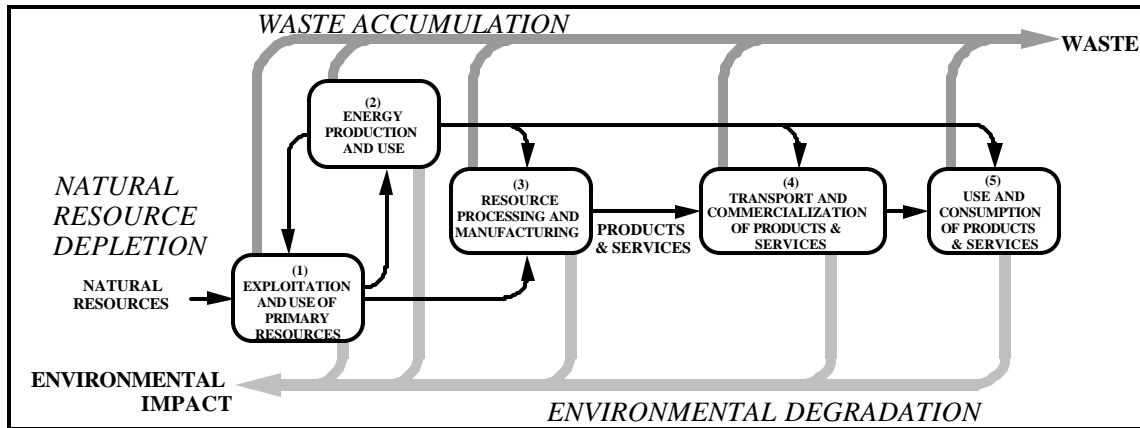 WASTE ACCUMULATION
WASTE
(2)
ENERGY
PRODUCTION
AND USE
NATURAL
RESOURCE
DEPLETION
(3)
RESOURCE
PROCESSING AND
MANUFACTURING
PRODUCTS
& SERVICES
(4)
TRANSPORT AND
COMMERCIALIZATION
OF PRODUCTS &
SERVICES
(5)
USE AND
CONSUMPTION
OF PRODUCTS
& SERVICES
NATURAL
RESOURCES
(1)
EXPLOITATION
AND USE OF
PRIMARY
RESOURCES
ENVIRONMENTAL
IMPACT
ENVIRONMENTAL DEGRADATION